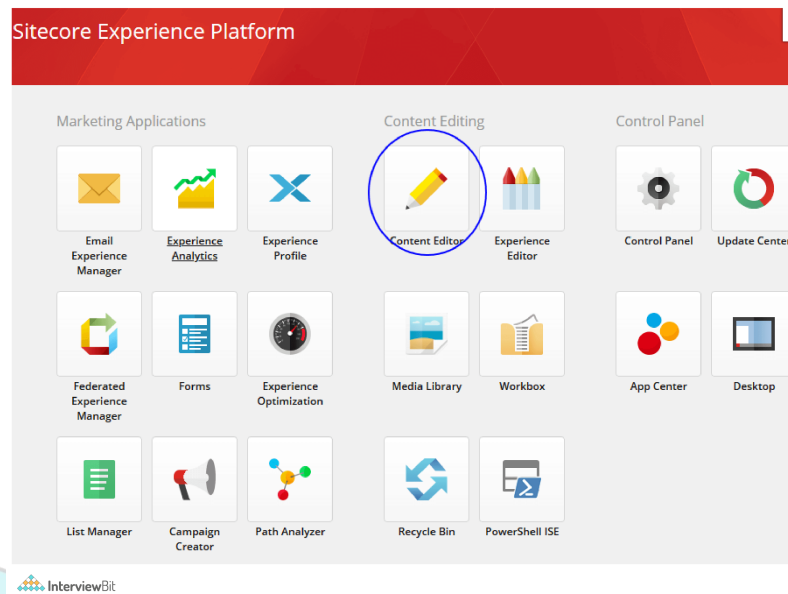 Sitecore Experience Platform
Marketing Applications
Content Editing
Control Panel
Email
Experience
Manager
Experience
Analytics
Experience
Profile
Content Editor
Experience
Editor
Control Panel
Update Center
Federated
Experience
Manager
Forms
Experience
Optimization
Media Library
Workbox
App Center
Desktop
List Manager
Campaign
Creator
Path Analyzer
Recycle Bin
PowerShell ISE
InterviewBit